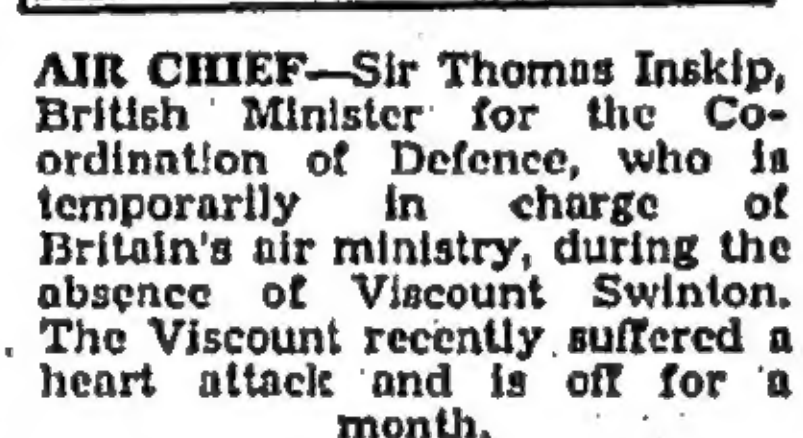 AIR CHIEF—Sir Thomas Inskip,
British Minister for the Co-
ordination of Defence, who is
temporarily in charge of
Britain's air ministry, during the
absence of Viscount Swinton.
The Viscount recently suffered a
heart attack and is off for a
month.